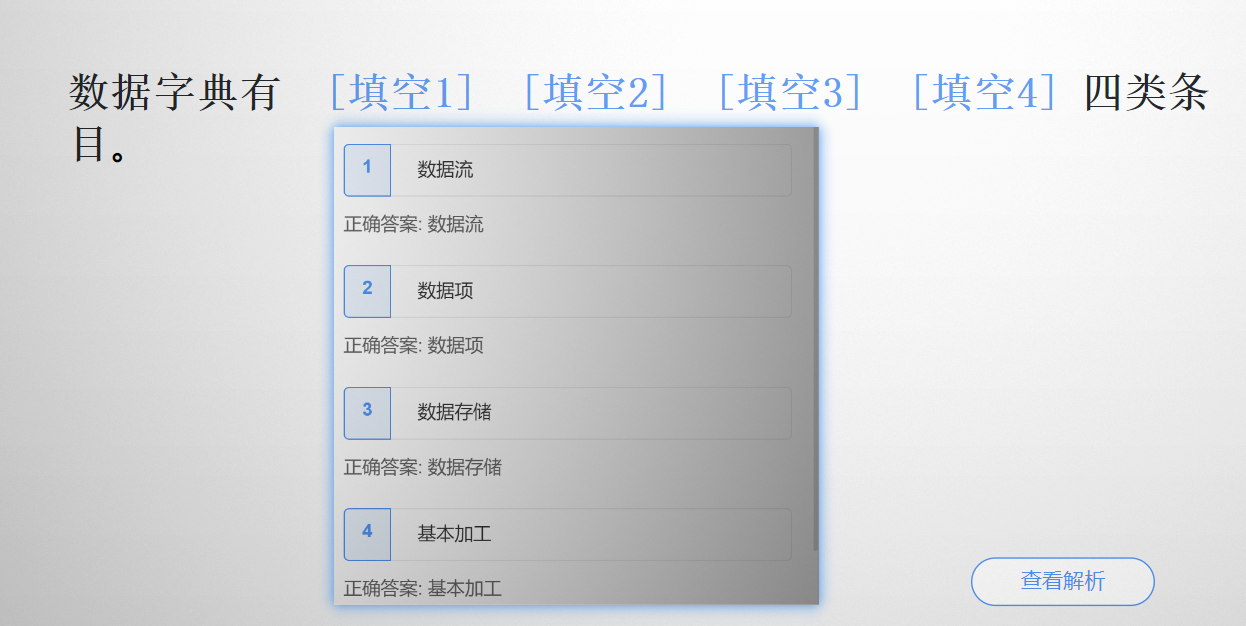 数据字典有 [填空1] [填空2] [填空3] [填空4] 四类条
目。
1 数据流
正确答案: 数据流
2 数据项
正确答案: 数据项
3 数据存储
正确答案: 数据存储
4 基本加工
正确答案: 基本加工
查看解析